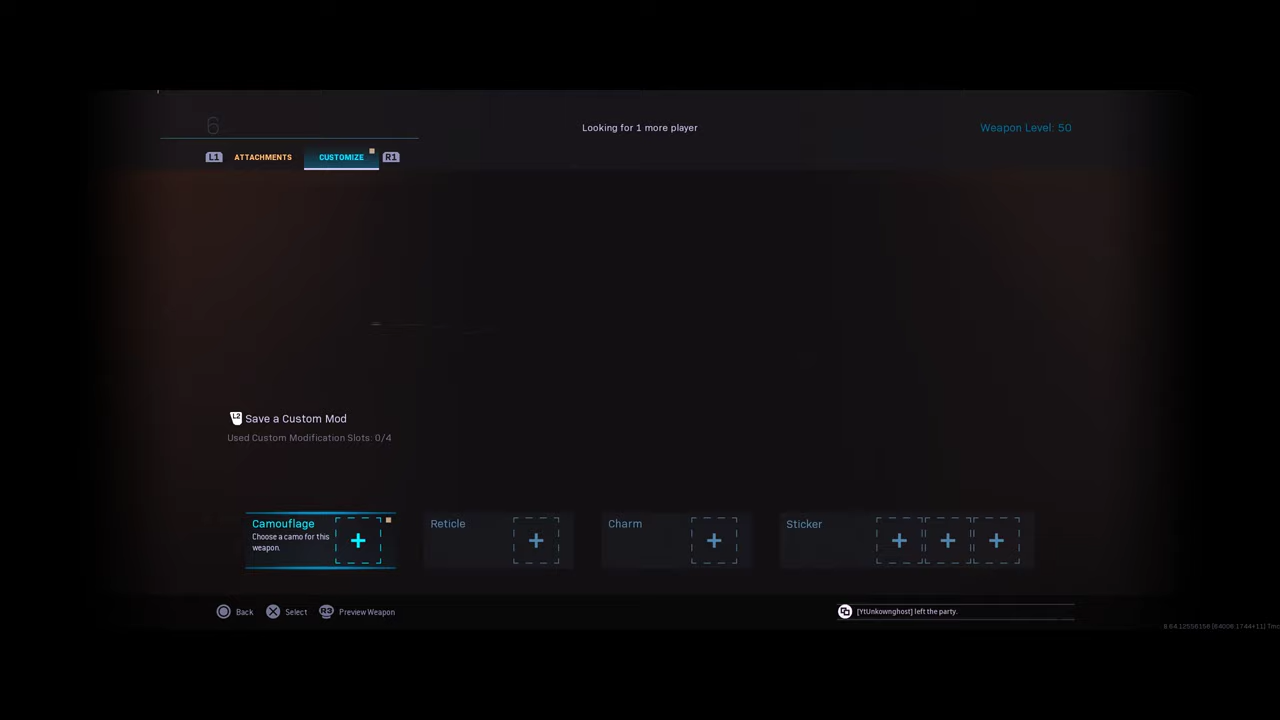 6
Looking for 1 more player
Weapon Level: 50
L1 ATTACHMENTS CUSTOMIZE R1
L2 Save a Custom Mod
Used Custom Modification Slots: 0/4
Camouflage
Choose a camo for this
weapon.
Reticle
Charm
Sticker
Back
Select
R3 Preview Weapon
[YtUnkownghost] left the party.